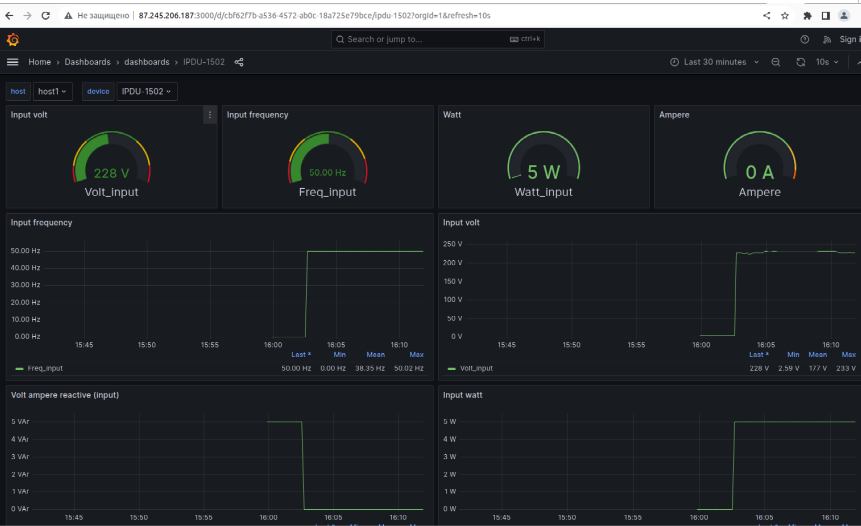 Не защищено | 87.245.206.187:3000/d/cbf62f7b-a536-4572-ab0c-18a725e79bce/ipdu-1502?orgId=1&refresh=10s
Search or jump to... ctrl+k Sign i
Home › Dashboards › dashboards › IPDU-1502 Last 30 minutes 10s
host host1 device IPDU-1502
Input volt Input frequency Watt Ampere
228 V 50.00 Hz 5 W 0 A
Volt_input Freq_input Watt_input Ampere
Input frequency
50.00 Hz
40.00 Hz
30.00 Hz
20.00 Hz
10.00 Hz
0.00 Hz
15:45 15:50 15:55 16:00 16:05 16:10
Last * Min Mean Max
Freq_input 50.00 Hz 0.00 Hz 38.35 Hz 50.02 Hz
Input volt
250 V
200 V
150 V
100 V
50 V
0 V
15:45 15:50 15:55 16:00 16:05 16:10
Last * Min Mean Max
Volt_input 228 V 2.59 V 177 V 233 V
Volt ampere reactive (input)
5 VAr
4 VAr
3 VAr
2 VAr
1 VAr
0 VAr
15:45 15:50 15:55 16:00 16:05 16:10
Input watt
5 W
4 W
3 W
2 W
1 W
0 W
15:45 15:50 15:55 16:00 16:05 16:10